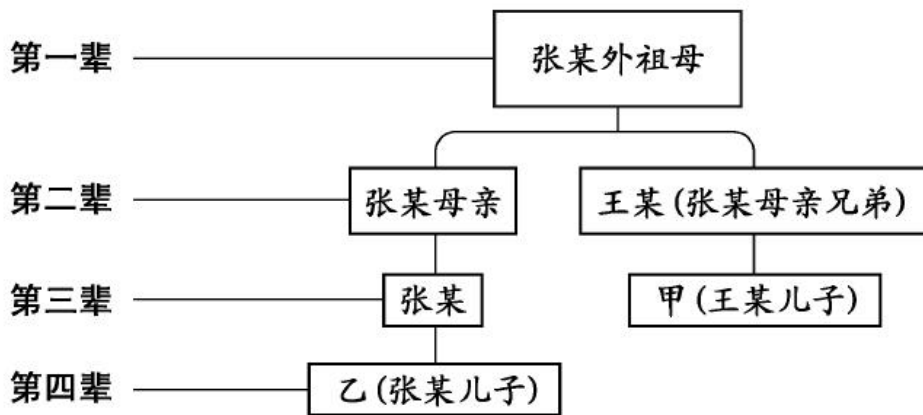 第一辈 张某外祖母
第二辈 张某母亲 王某(张某母亲兄弟)
第三辈 张某 甲(王某儿子)
第四辈 乙(张某儿子)